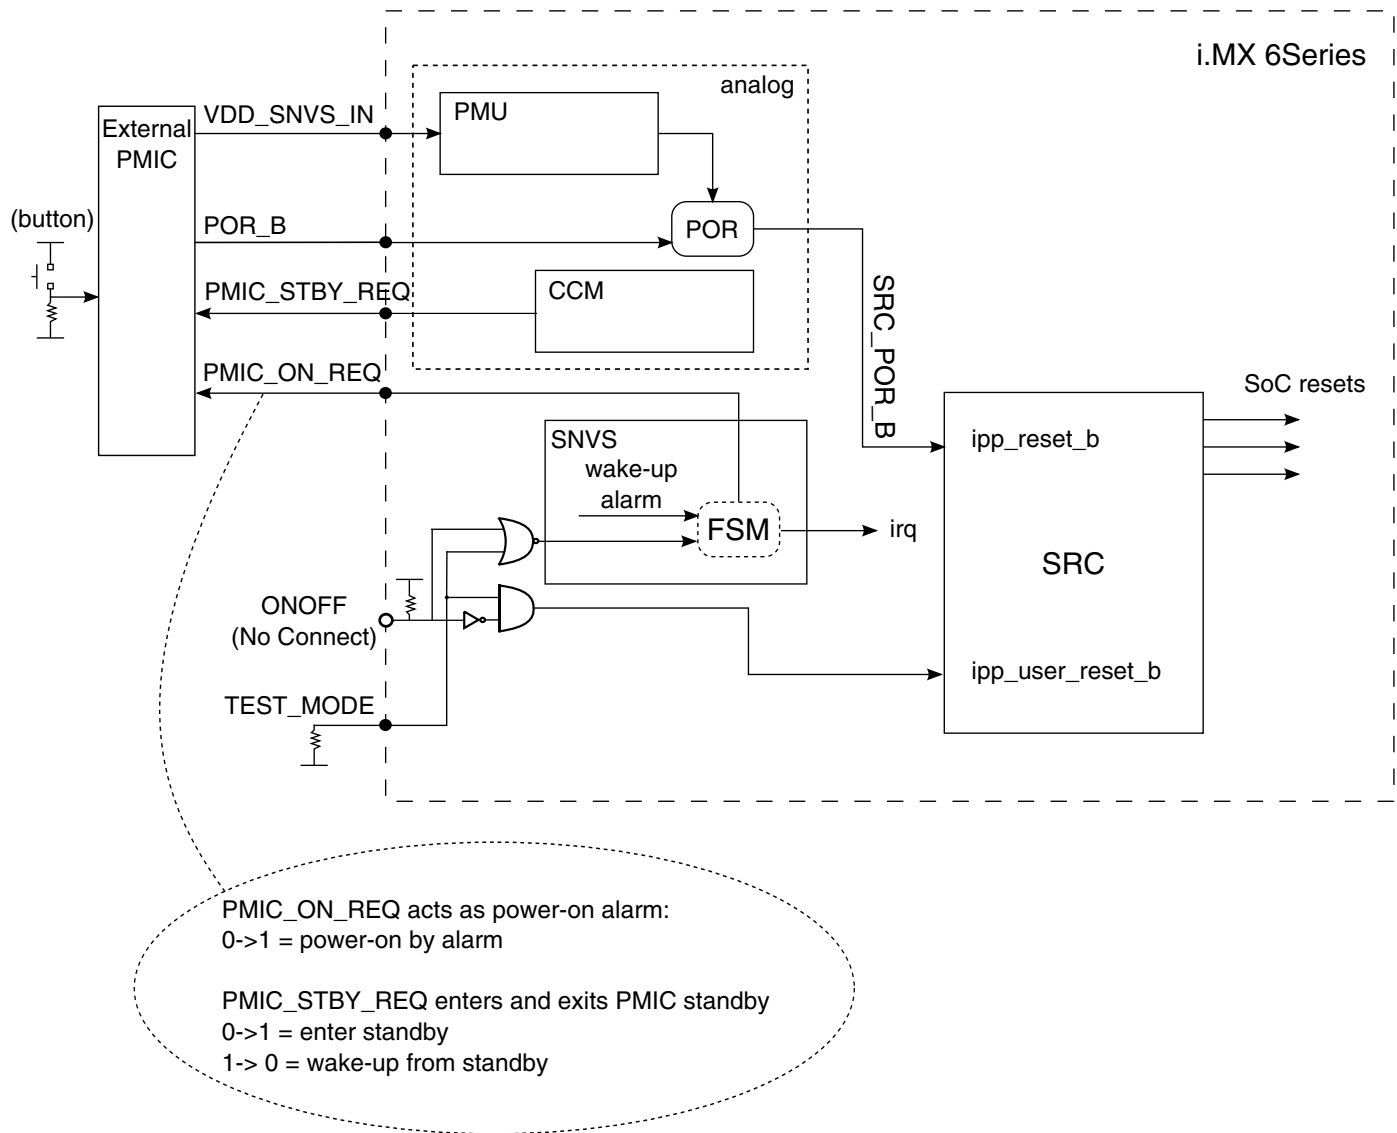 i.MX 6Series
analog
External
PMIC
VDD_SNVS_IN
PMU
(button)
POR_B
POR
PMIC_STBY_REQ
CCM
SRC_POR_B
PMIC_ON_REQ
SoC resets
SNVS
wake-up
alarm
FSM
irq
ipp_reset_b
SRC
ipp_user_reset_b
ONOFF
(No Connect)
TEST_MODE
PMIC_ON_REQ acts as power-on alarm:
0->1 = power-on by alarm
PMIC_STBY_REQ enters and exits PMIC standby
0->1 = enter standby
1-> 0 = wake-up from standby